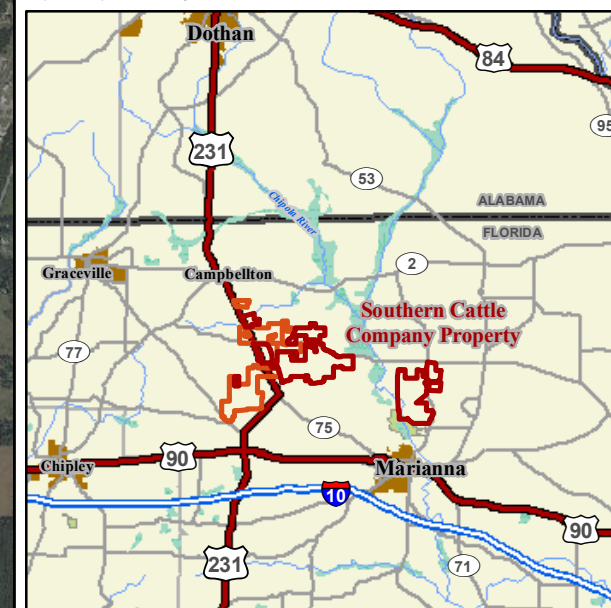 Dothan
84
95
231
53
Chipola River
ALABAMA
FLORIDA
2
Graceville
Campbellton
Southern Cattle
Company Property
77
75
90
Chipley
Marianna
10
90
231
71